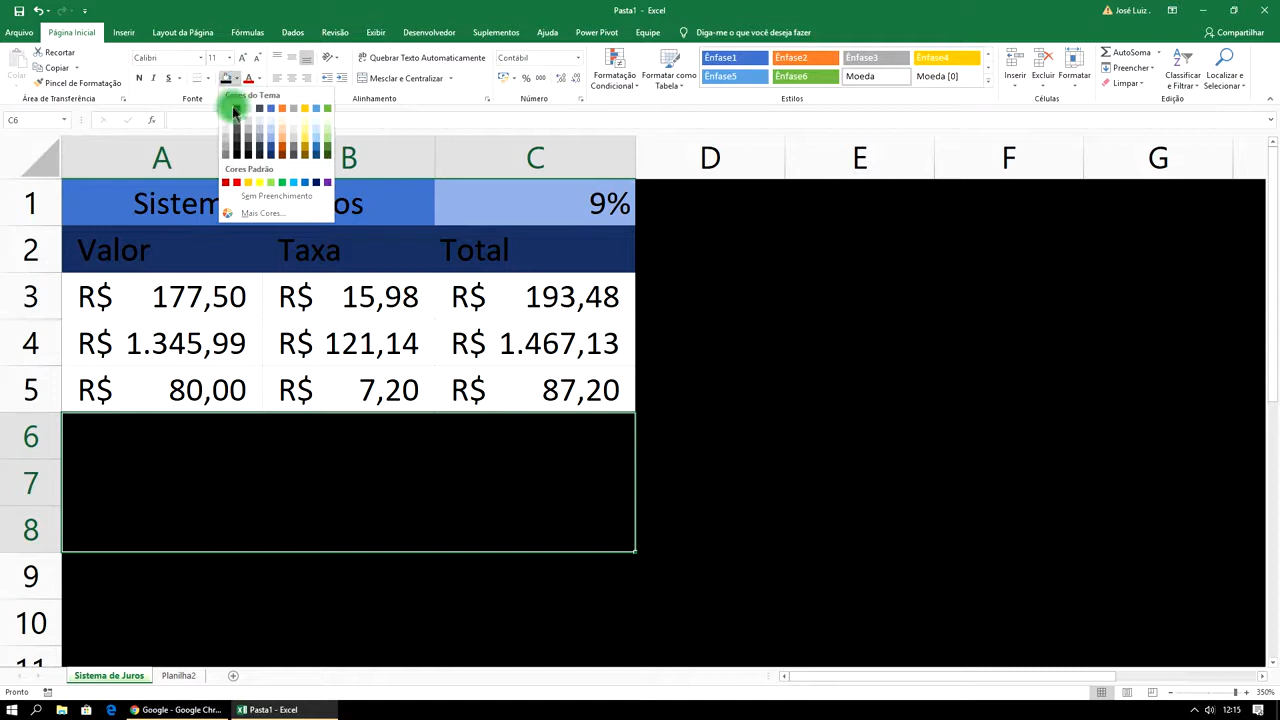 Pasta1 - Excel
José Luiz .
Arquivo
Página Inicial
Inserir
Layout da Página
Fórmulas
Dados
Revisão
Exibir
Desenvolvedor
Suplementos
Ajuda
Power Pivot
Equipe
Diga-me o que você deseja fazer
Compartilhar
Recortar
Copiar
Pincel de Formatação
Área de Transferência
Calibri
11
N I S
Fonte
Quebrar Texto Automaticamente
Mesclar e Centralizar
Alinhamento
Contábil
% 000
Número
Formatação Condicional
Formatar como Tabela
Ênfase1 Ênfase2 Ênfase3 Ênfase4
Ênfase5 Ênfase6 Moeda Moeda [0]
Estilos
Inserir Excluir Formatar
Células
AutoSoma
Preencher
Limpar
Classificar e Filtrar
Localizar e Selecionar
Edição
C6
fx
Cores do Tema
Cores Padrão
Sem Preenchimento
Mais Cores...
A B C D E F G
1 9%
2 Valor Taxa Total
3 R$ 177,50 R$ 15,98 R$ 193,48
4 R$ 1.345,99 R$ 121,14 R$ 1.467,13
5 R$ 80,00 R$ 7,20 R$ 87,20
6
7
8
9
10
11
Sistema de Juros
Planilha2
Pronto
350%
Google - Google Chr...
Pasta1 - Excel
12:15